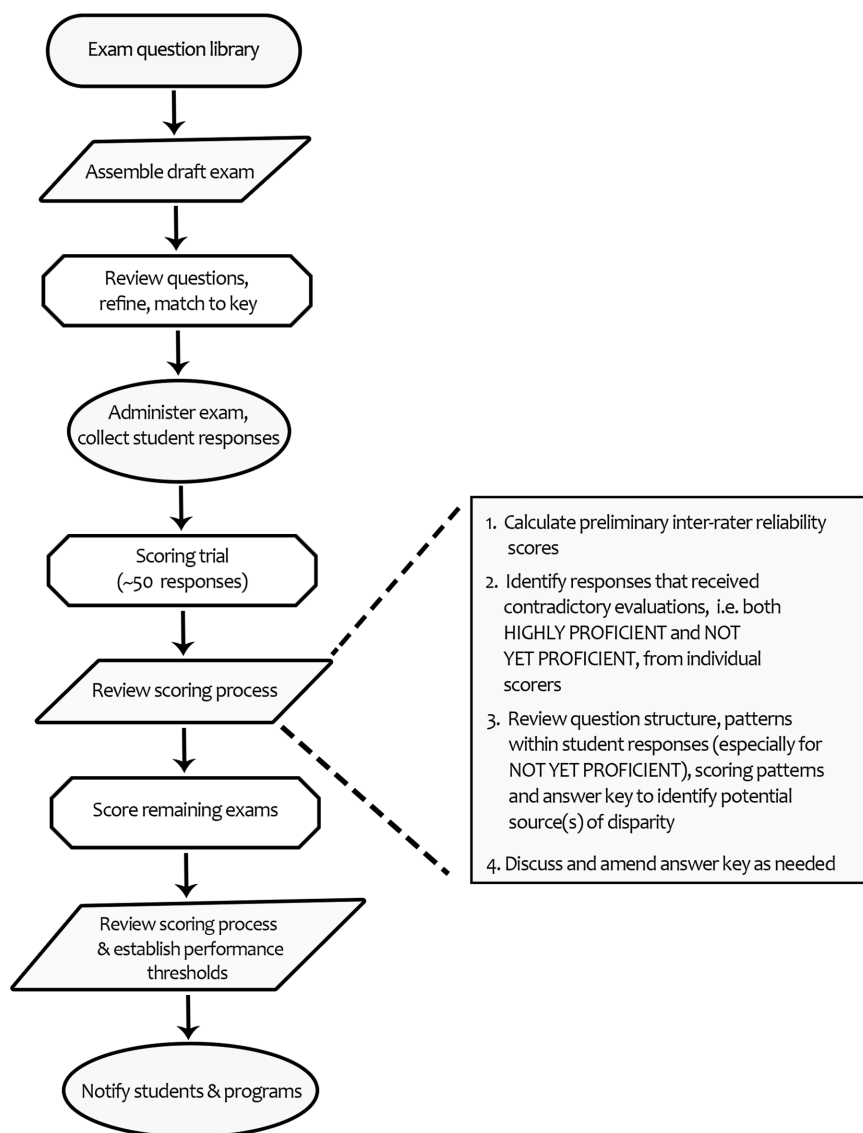 Exam question library
Assemble draft exam
Review questions,
refine, match to key
Administer exam,
collect student responses
Scoring trial
(~50 responses)
Review scoring process
1. Calculate preliminary inter-rater reliability
scores
2. Identify responses that received
contradictory evaluations, i.e. both
HIGHLY PROFICIENT and NOT
YET PROFICIENT, from individual
scorers
3. Review question structure, patterns
within student responses (especially for
NOT YET PROFICIENT), scoring patterns
and answer key to identify potential
source(s) of disparity
4. Discuss and amend answer key as needed
Score remaining exams
Review scoring process
& establish performance
thresholds
Notify students & programs